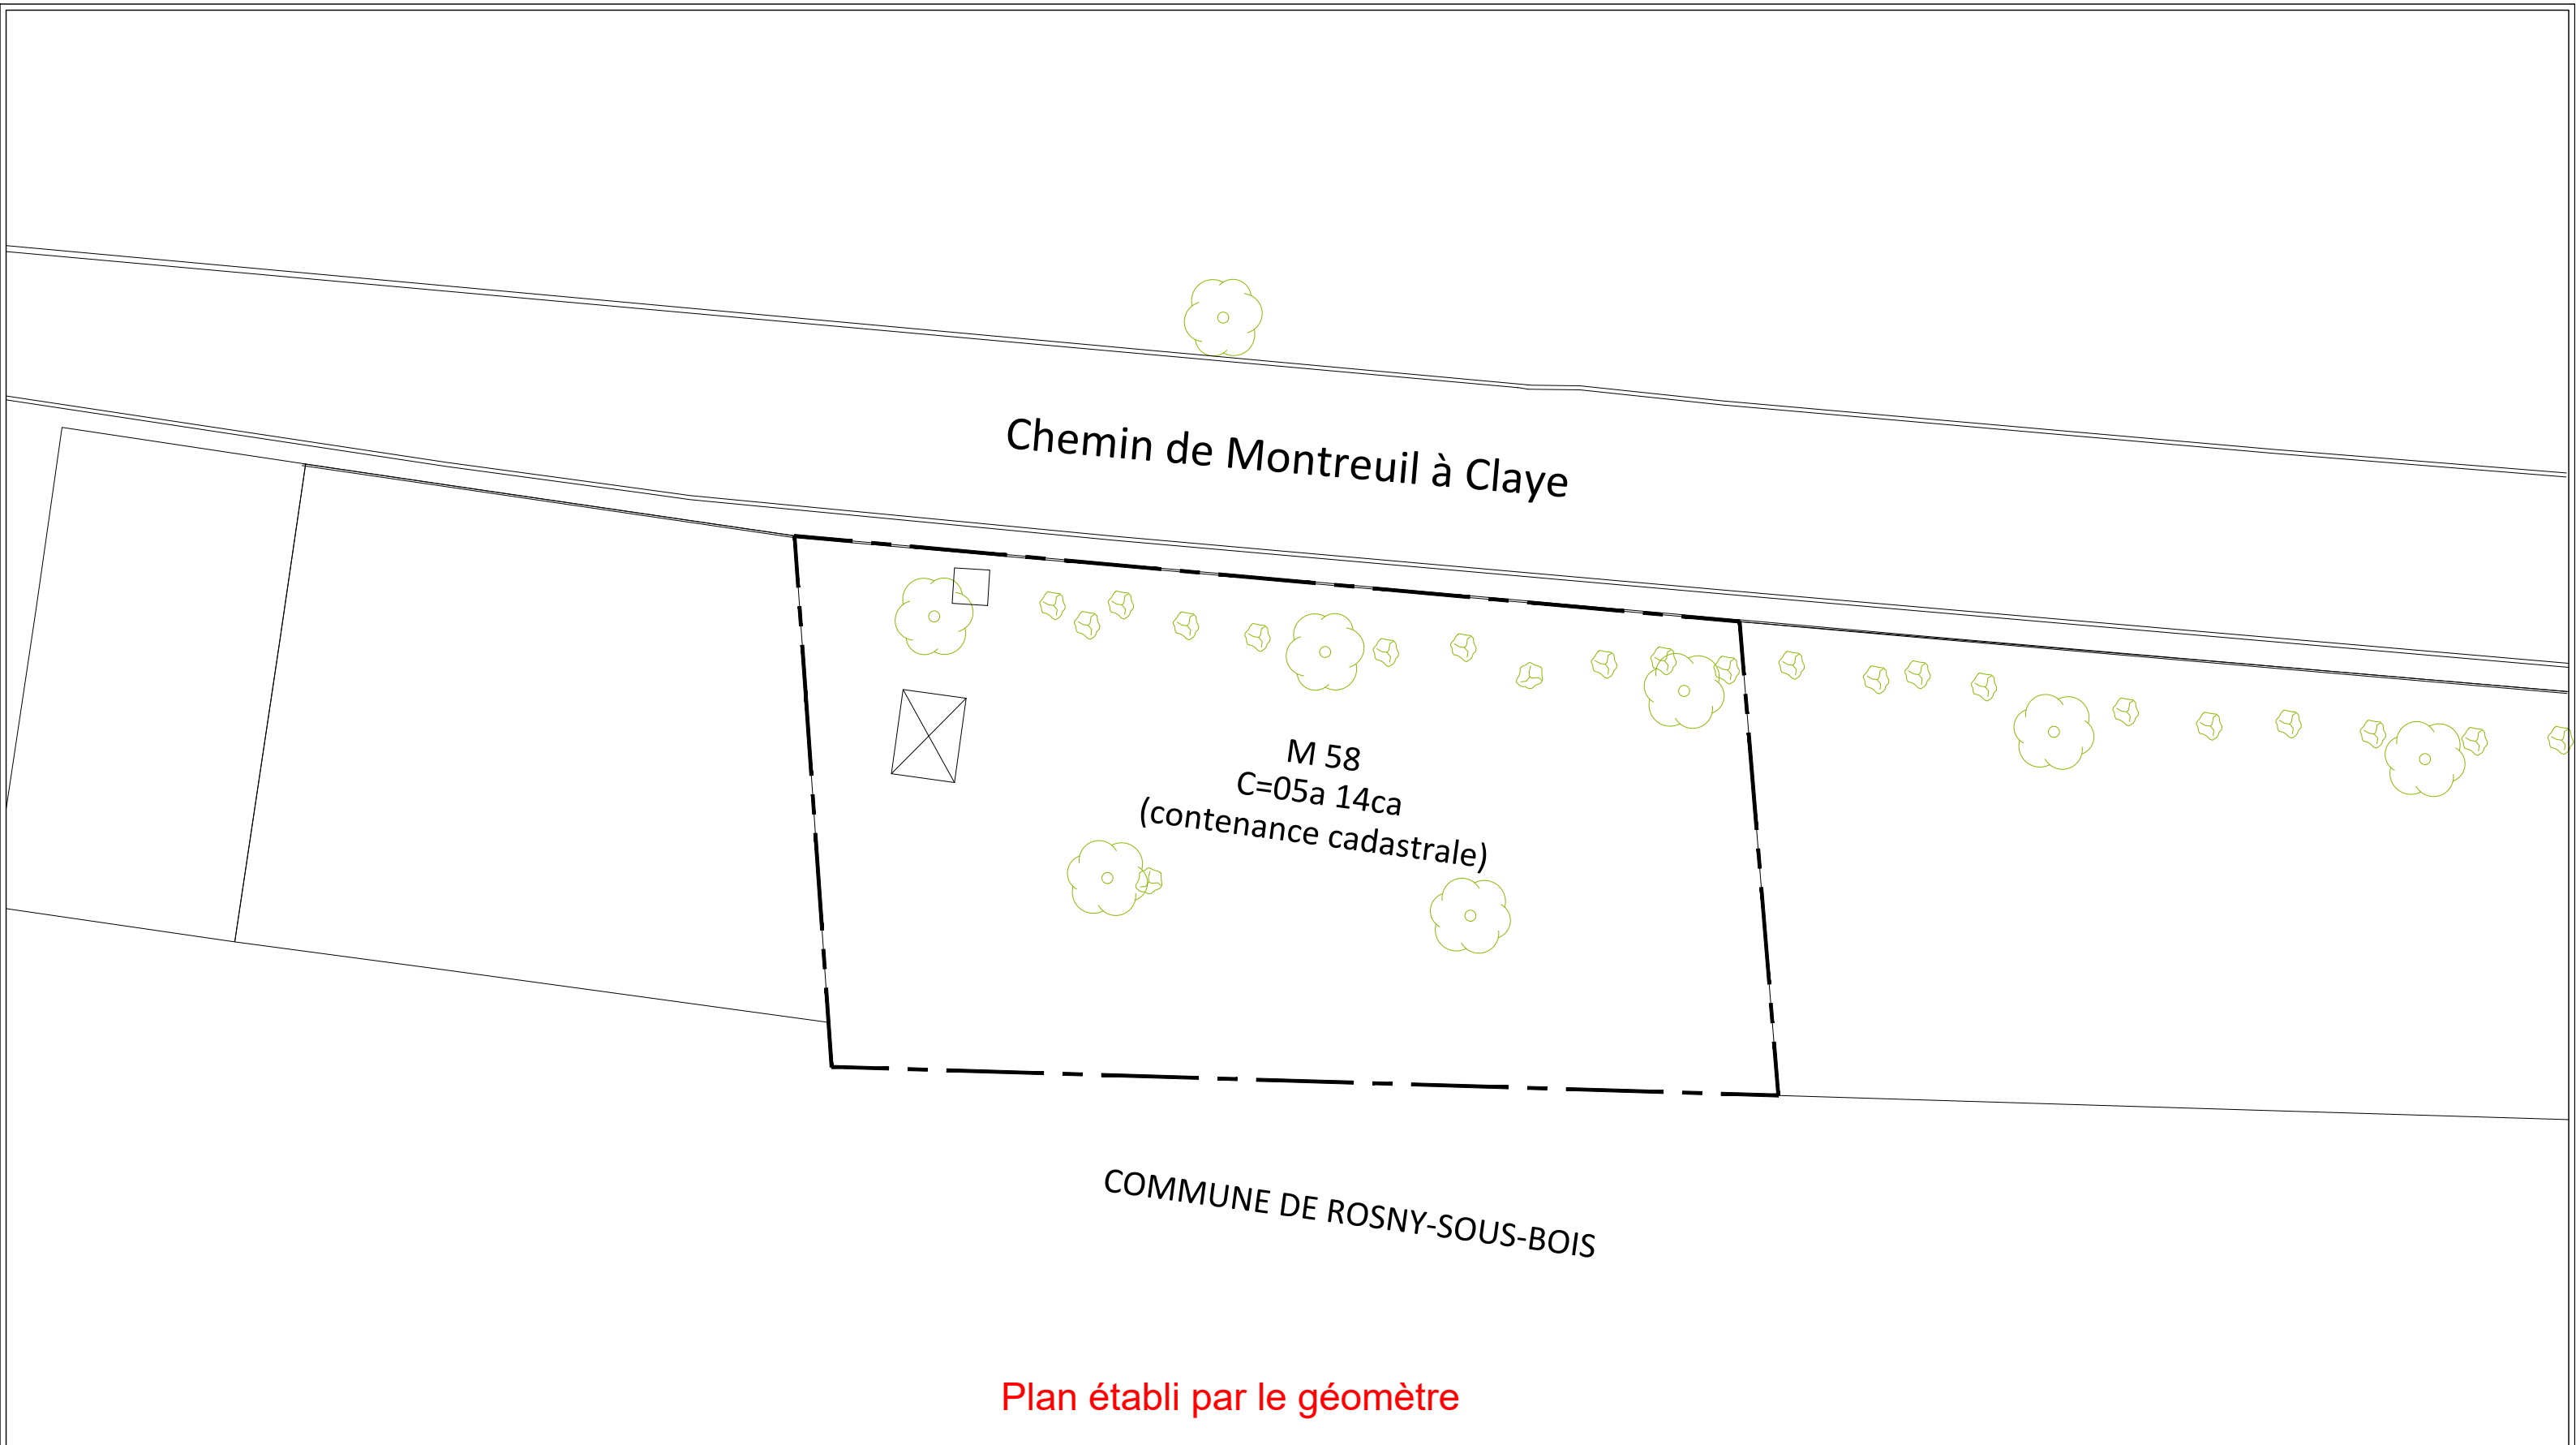 Chemin de Montreuil à Claye
M 58
C=05a 14ca
(contenance cadastrale)
COMMUNE DE ROSNY-SOUS-BOIS
Plan établi par le géomètre